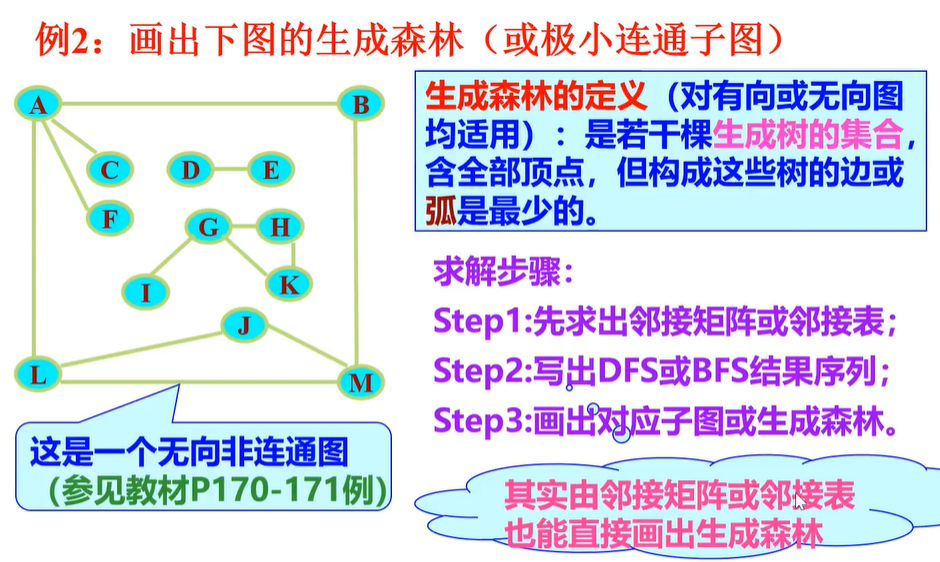 例2：画出下图的生成森林（或极小连通子图）
A
B
C
D
E
F
G
H
I
K
J
L
M
生成森林的定义（对有向或无向图
均适用）：是若干棵生成树的集合，
含全部顶点，但构成这些树的边或
弧是最少的。
求解步骤：
Step1:先求出邻接矩阵或邻接表；
Step2:写出DFS或BFS结果序列；
Step3:画出对应子图或生成森林。
这是一个无向非连通图
（参见教材P170-171例）
其实由邻接矩阵或邻接表
也能直接画出生成森林